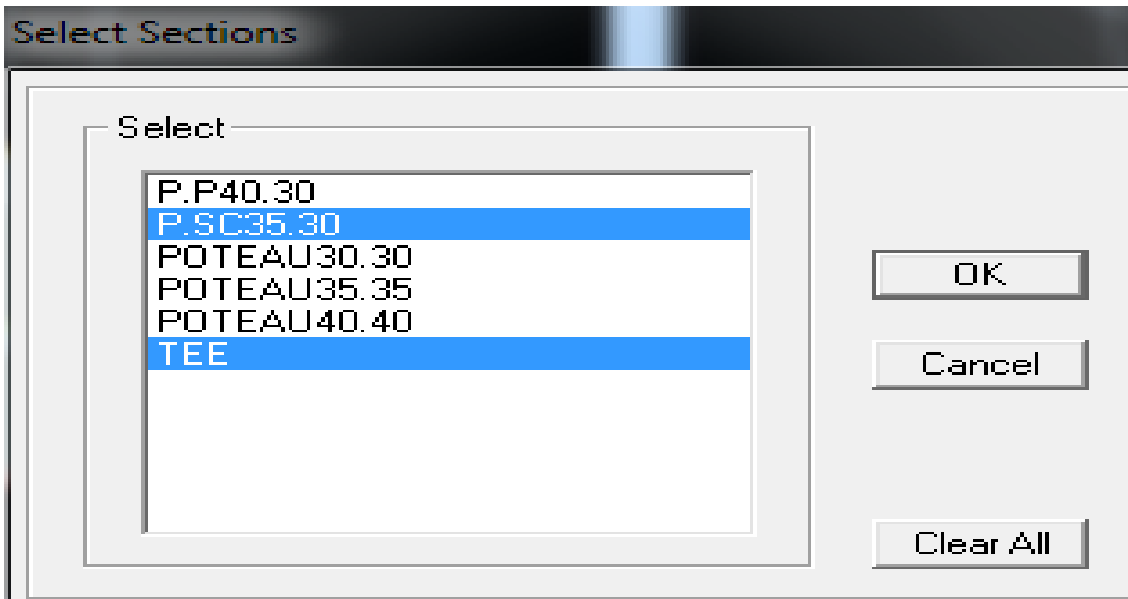 Select Sections
Select
P.P40.30
P.SC35.30
POTEAU30.30
POTEAU35.35
POTEAU40.40
TEE
OK
Cancel
Clear All